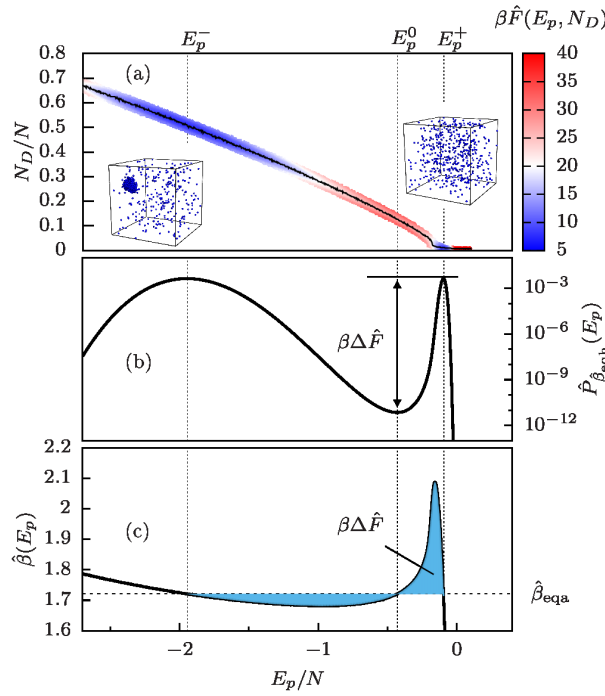 βF̂(E_p, N_D)
E_p^- E_p^0 E_p^+
(a)
N_D/N
0.8
0.7
0.6
0.5
0.4
0.3
0.2
0.1
0
40
35
30
25
20
15
10
5
(b)
βΔF̂
P̂_β̂eqh(E_p)
10^-3
10^-6
10^-9
10^-12
(c)
βΔF̂
β̂(E_p)
2.2
2.1
2
1.9
1.8
1.7
1.6
β̂_eqa
−2 −1 0
E_p/N